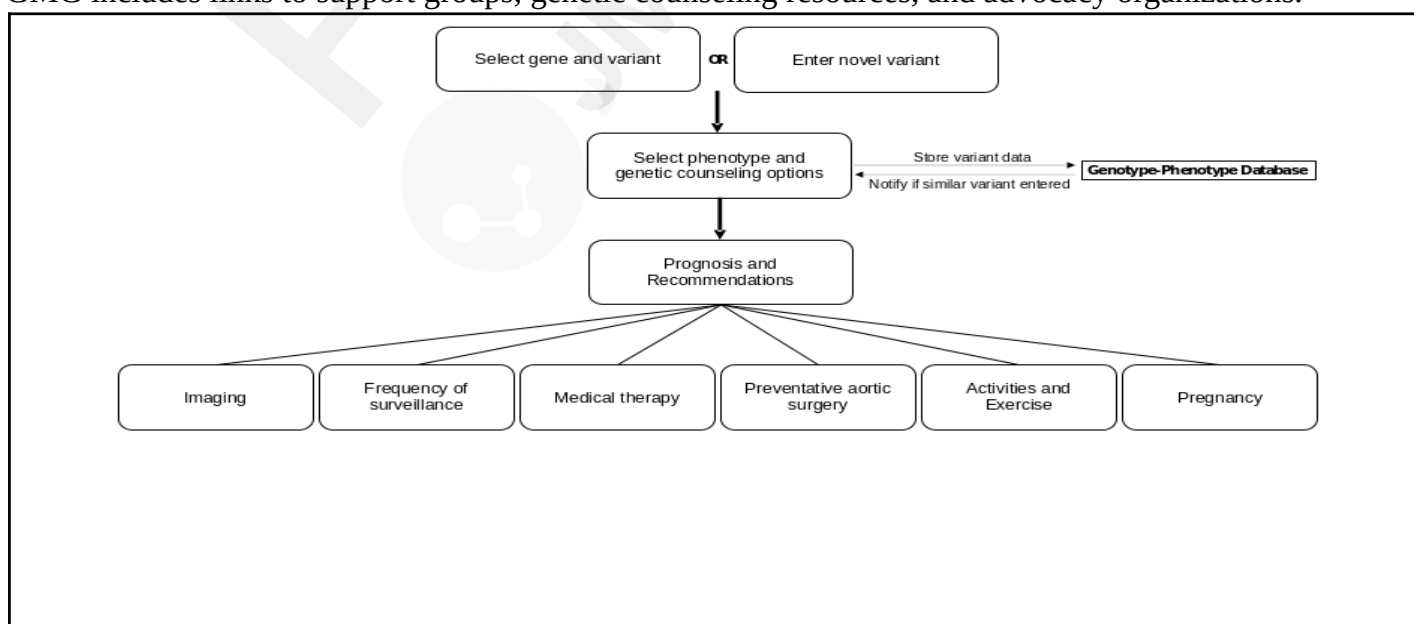 GMG includes links to support groups, genetic counseling resources, and advocacy organizations.
Select gene and variant
OR
Enter novel variant
Select phenotype and
genetic counseling options
Store variant data
Notify if similar variant entered
Genotype-Phenotype Database
Prognosis and
Recommendations
Imaging
Frequency of
surveillance
Medical therapy
Preventative aortic
surgery
Activities and
Exercise
Pregnancy